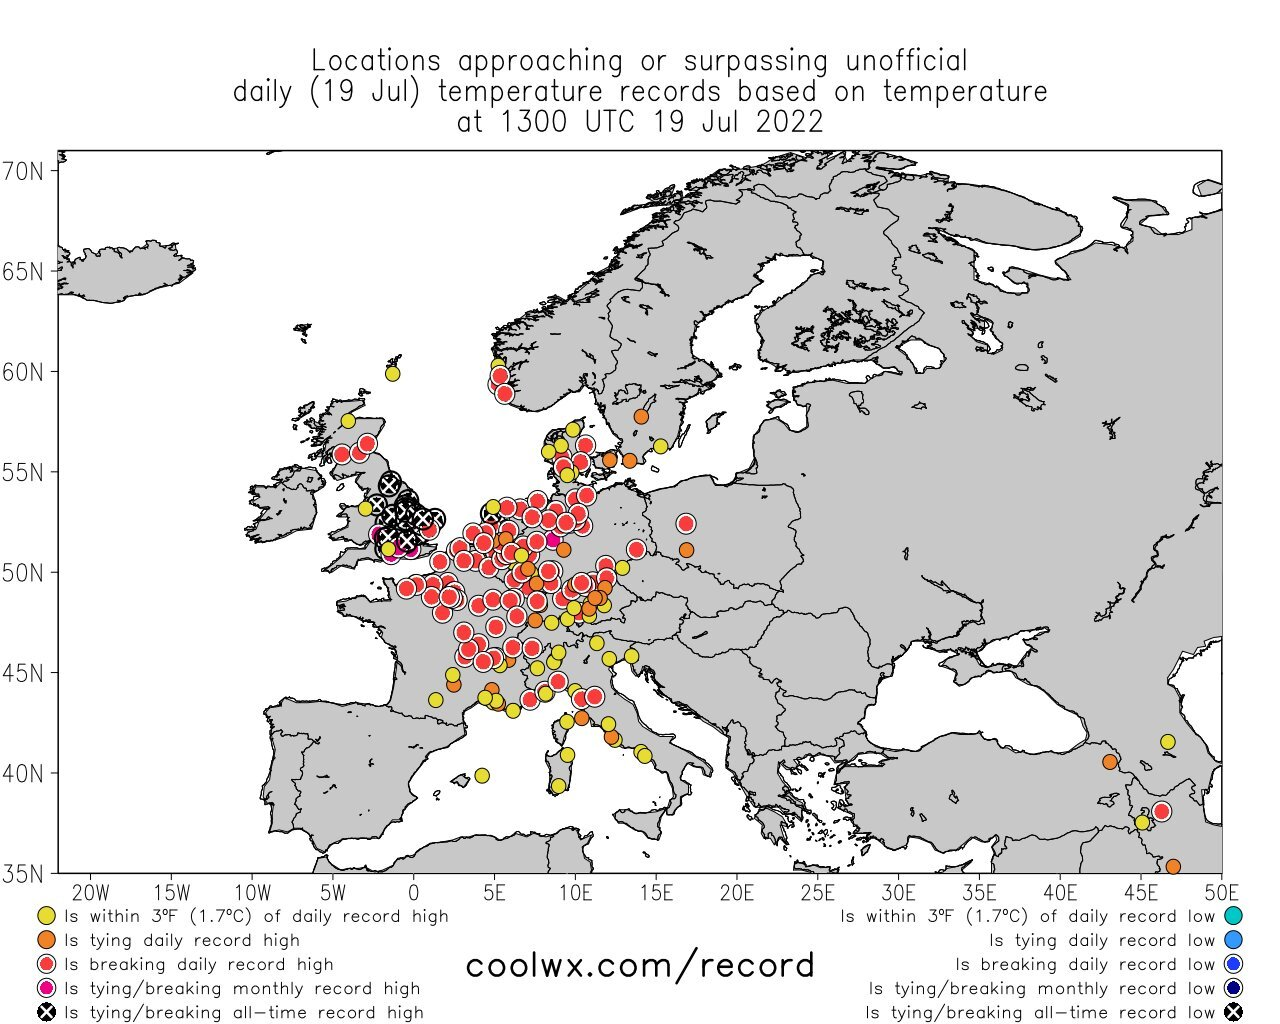 Locations approaching or surpassing unofficial
daily (19 Jul) temperature records based on temperature
at 1300 UTC 19 Jul 2022
70N
65N
60N
55N
50N
45N
40N
35N
20W 15W 10W 5W 0 5E 10E 15E 20E 25E 30E 35E 40E 45E 50E
Is within 3ºF (1.7ºC) of daily record high
Is tying daily record high
Is breaking daily record high
Is tying/breaking monthly record high
Is tying/breaking all-time record high
coolwx.com/record
Is within 3ºF (1.7ºC) of daily record low
Is tying daily record low
Is breaking daily record low
Is tying/breaking monthly record low
Is tying/breaking all-time record low